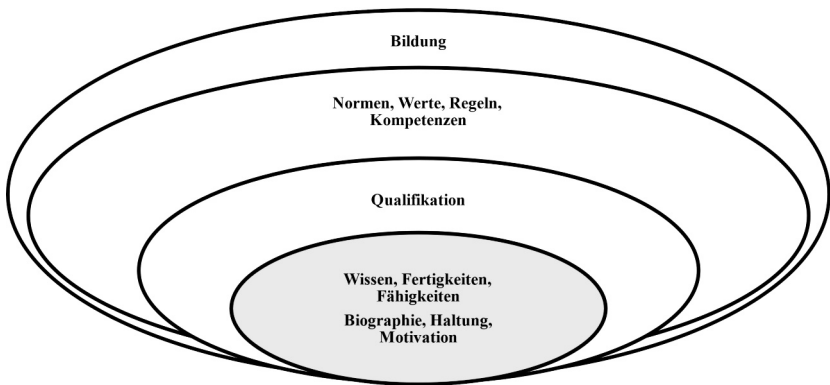 Bildung
Normen, Werte, Regeln,
Kompetenzen
Qualifikation
Wissen, Fertigkeiten,
Fähigkeiten
Biographie, Haltung,
Motivation